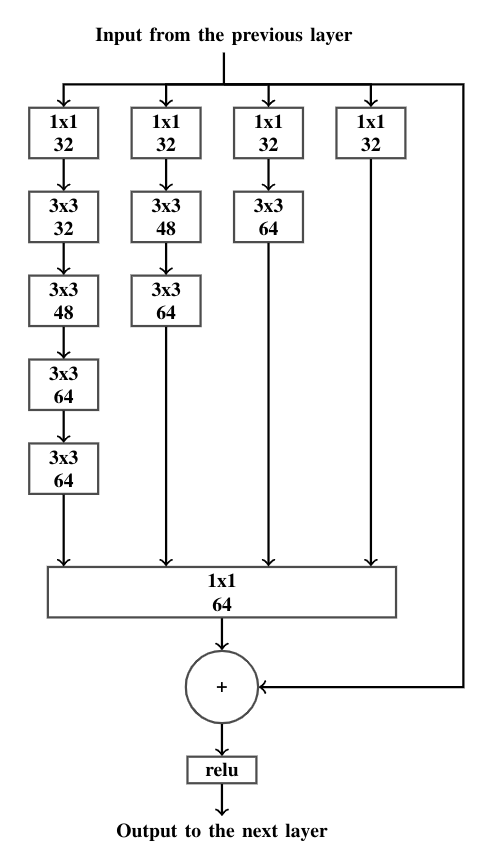 Input from the previous layer
1x1
32
1x1
32
1x1
32
1x1
32
3x3
32
3x3
48
3x3
64
3x3
48
3x3
64
3x3
64
3x3
64
1x1
64
+
relu
Output to the next layer